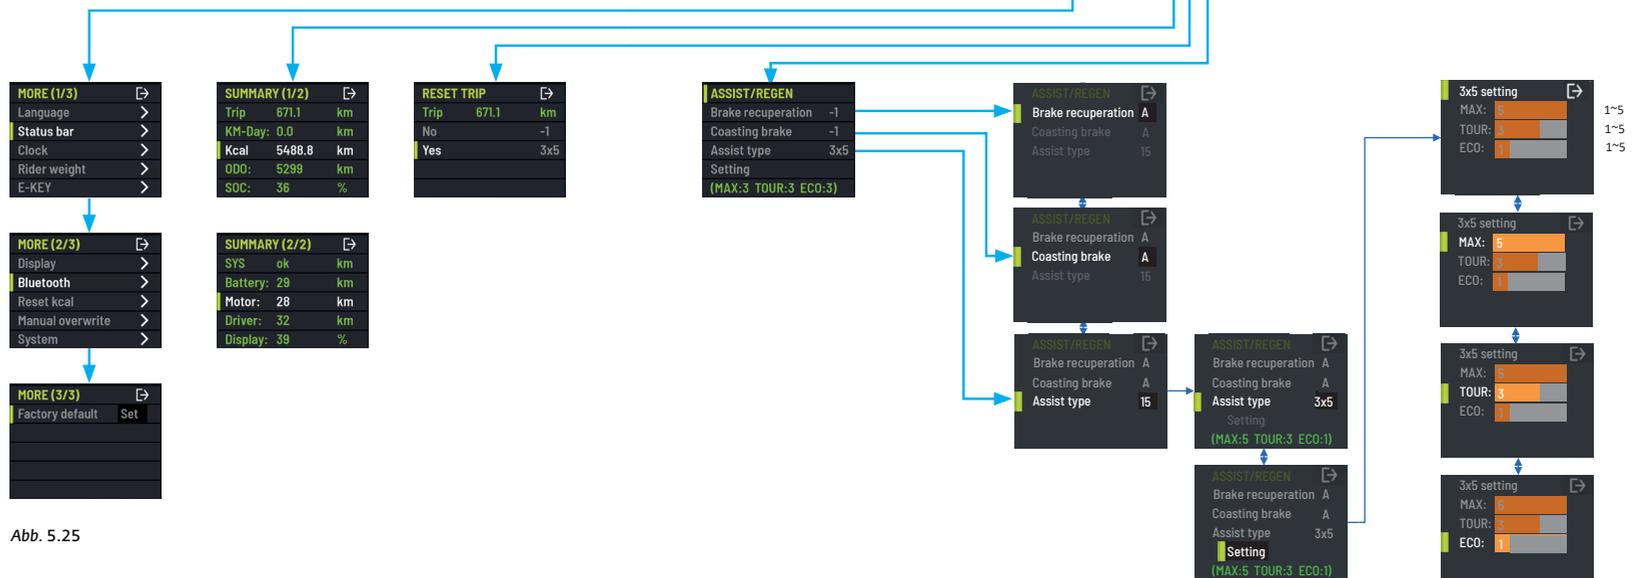 MORE (1/3)
Language
Status bar
Clock
Rider weight
E-KEY
MORE (2/3)
Display
Bluetooth
Reset kcal
Manual overwrite
System
MORE (3/3)
Factory default Set
SUMMARY (1/2)
Trip 671.1 km
KM-Day: 0.0 km
Kcal 5488.8 km
ODO: 5299 km
SOC: 36 %
SUMMARY (2/2)
SYS ok km
Battery: 29 km
Motor: 28 km
Driver: 32 km
Display: 39 %
RESET TRIP
Trip 671.1 km
No -1
Yes 3x5
ASSIST/REGEN
Brake recuperation -1
Coasting brake -1
Assist type 3x5
Setting
(MAX:3 TOUR:3 ECO:3)
ASSIST/REGEN
Brake recuperation A
Coasting brake A
Assist type 15
ASSIST/REGEN
Brake recuperation A
Coasting brake A
Assist type 15
ASSIST/REGEN
Brake recuperation A
Coasting brake A
Assist type 15
ASSIST/REGEN
Brake recuperation A
Coasting brake A
Assist type 3x5
Setting
(MAX:5 TOUR:3 ECO:1)
ASSIST/REGEN
Brake recuperation A
Coasting brake A
Assist type 3x5
Setting
(MAX:5 TOUR:3 ECO:1)
3x5 setting
MAX: 5 1~5
TOUR: 3 1~5
ECO: 1 1~5
3x5 setting
MAX: 5
TOUR: 3
ECO: 1
3x5 setting
MAX: 5
TOUR: 3
ECO: 1
3x5 setting
MAX: 5
TOUR: 3
ECO: 1
Abb. 5.25